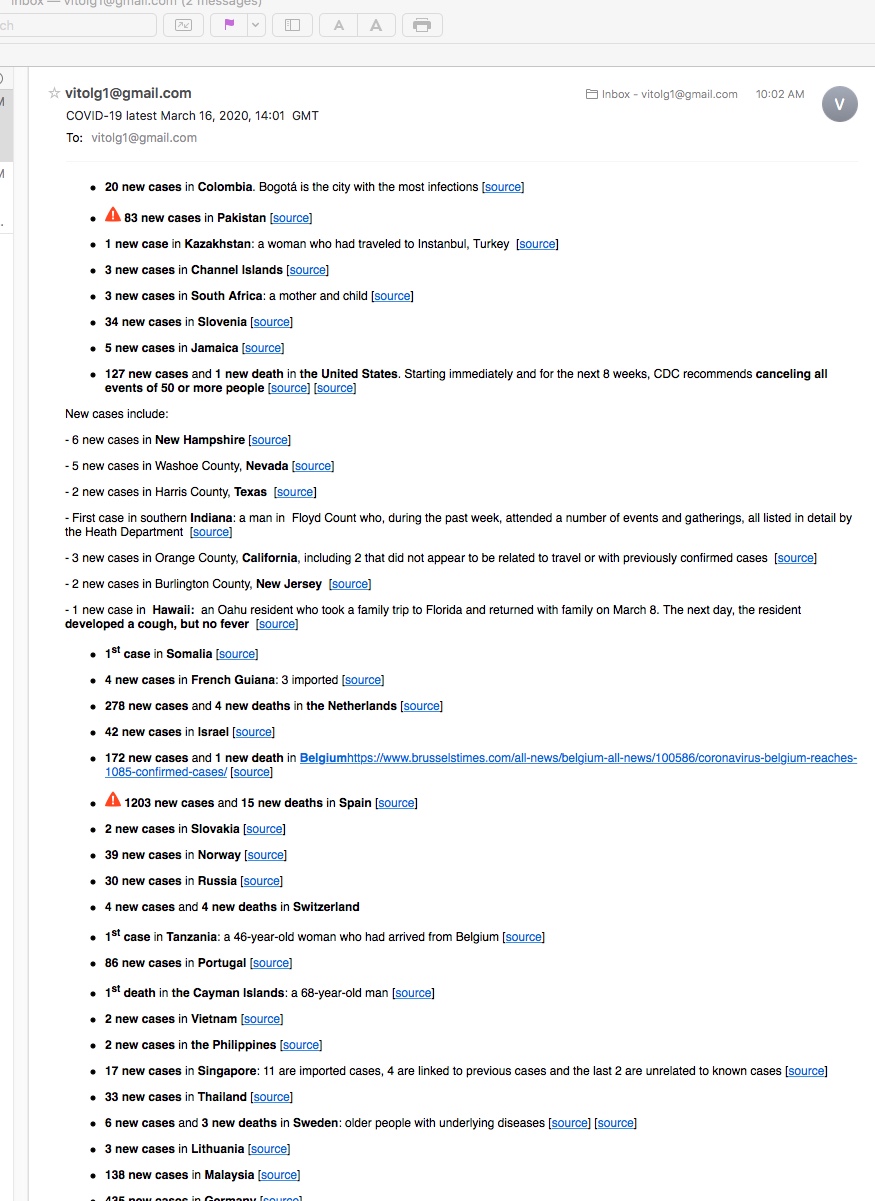 Inbox — vitolg1@gmail.com (2 messages)
ch
A A
vitolg1@gmail.com
Inbox - vitolg1@gmail.com 10:02 AM
V
COVID-19 latest March 16, 2020, 14:01 GMT
To: vitolg1@gmail.com
M
M
• 20 new cases in Colombia. Bogotá is the city with the most infections [source]
• 83 new cases in Pakistan [source]
• 1 new case in Kazakhstan: a woman who had traveled to Instanbul, Turkey [source]
• 3 new cases in Channel Islands [source]
• 3 new cases in South Africa: a mother and child [source]
• 34 new cases in Slovenia [source]
• 5 new cases in Jamaica [source]
• 127 new cases and 1 new death in the United States. Starting immediately and for the next 8 weeks, CDC recommends canceling all
events of 50 or more people [source] [source]
New cases include:
- 6 new cases in New Hampshire [source]
- 5 new cases in Washoe County, Nevada [source]
- 2 new cases in Harris County, Texas [source]
- First case in southern Indiana: a man in Floyd Count who, during the past week, attended a number of events and gatherings, all listed in detail by
the Heath Department [source]
- 3 new cases in Orange County, California, including 2 that did not appear to be related to travel or with previously confirmed cases [source]
- 2 new cases in Burlington County, New Jersey [source]
- 1 new case in Hawaii: an Oahu resident who took a family trip to Florida and returned with family on March 8. The next day, the resident
developed a cough, but no fever [source]
• 1st case in Somalia [source]
• 4 new cases in French Guiana: 3 imported [source]
• 278 new cases and 4 new deaths in the Netherlands [source]
• 42 new cases in Israel [source]
• 172 new cases and 1 new death in Belgiumhttps://www.brusselstimes.com/all-news/belgium-all-news/100586/coronavirus-belgium-reaches-
1085-confirmed-cases/ [source]
• 1203 new cases and 15 new deaths in Spain [source]
• 2 new cases in Slovakia [source]
• 39 new cases in Norway [source]
• 30 new cases in Russia [source]
• 4 new cases and 4 new deaths in Switzerland
• 1st case in Tanzania: a 46-year-old woman who had arrived from Belgium [source]
• 86 new cases in Portugal [source]
• 1st death in the Cayman Islands: a 68-year-old man [source]
• 2 new cases in Vietnam [source]
• 2 new cases in the Philippines [source]
• 17 new cases in Singapore: 11 are imported cases, 4 are linked to previous cases and the last 2 are unrelated to known cases [source]
• 33 new cases in Thailand [source]
• 6 new cases and 3 new deaths in Sweden: older people with underlying diseases [source] [source]
• 3 new cases in Lithuania [source]
• 138 new cases in Malaysia [source]
• 435 new cases in Germany [source]